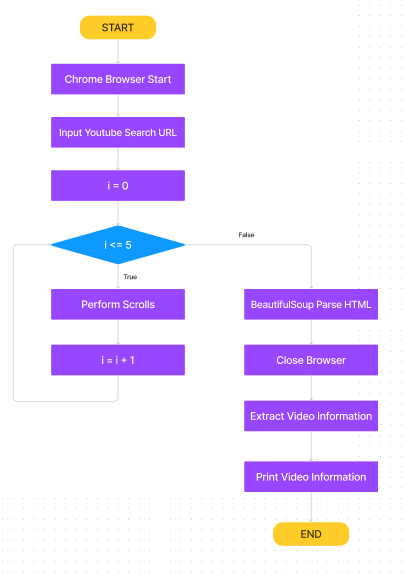 START
Chrome Browser Start
Input Youtube Search URL
i = 0
i <= 5
False
True
Perform Scrolls
i = i + 1
BeautifulSoup Parse HTML
Close Browser
Extract Video Information
Print Video Information
END